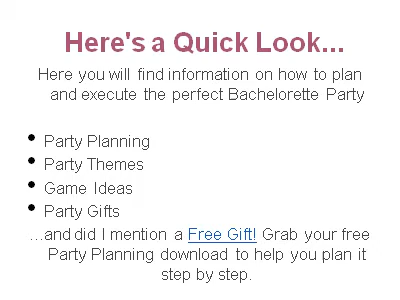 Here's a Quick Look...
Here you will find information on how to plan
and execute the perfect Bachelorette Party
• Party Planning
• Party Themes
• Game Ideas
• Party Gifts
...and did I mention a Free Gift! Grab your free
Party Planning download to help you plan it
step by step.